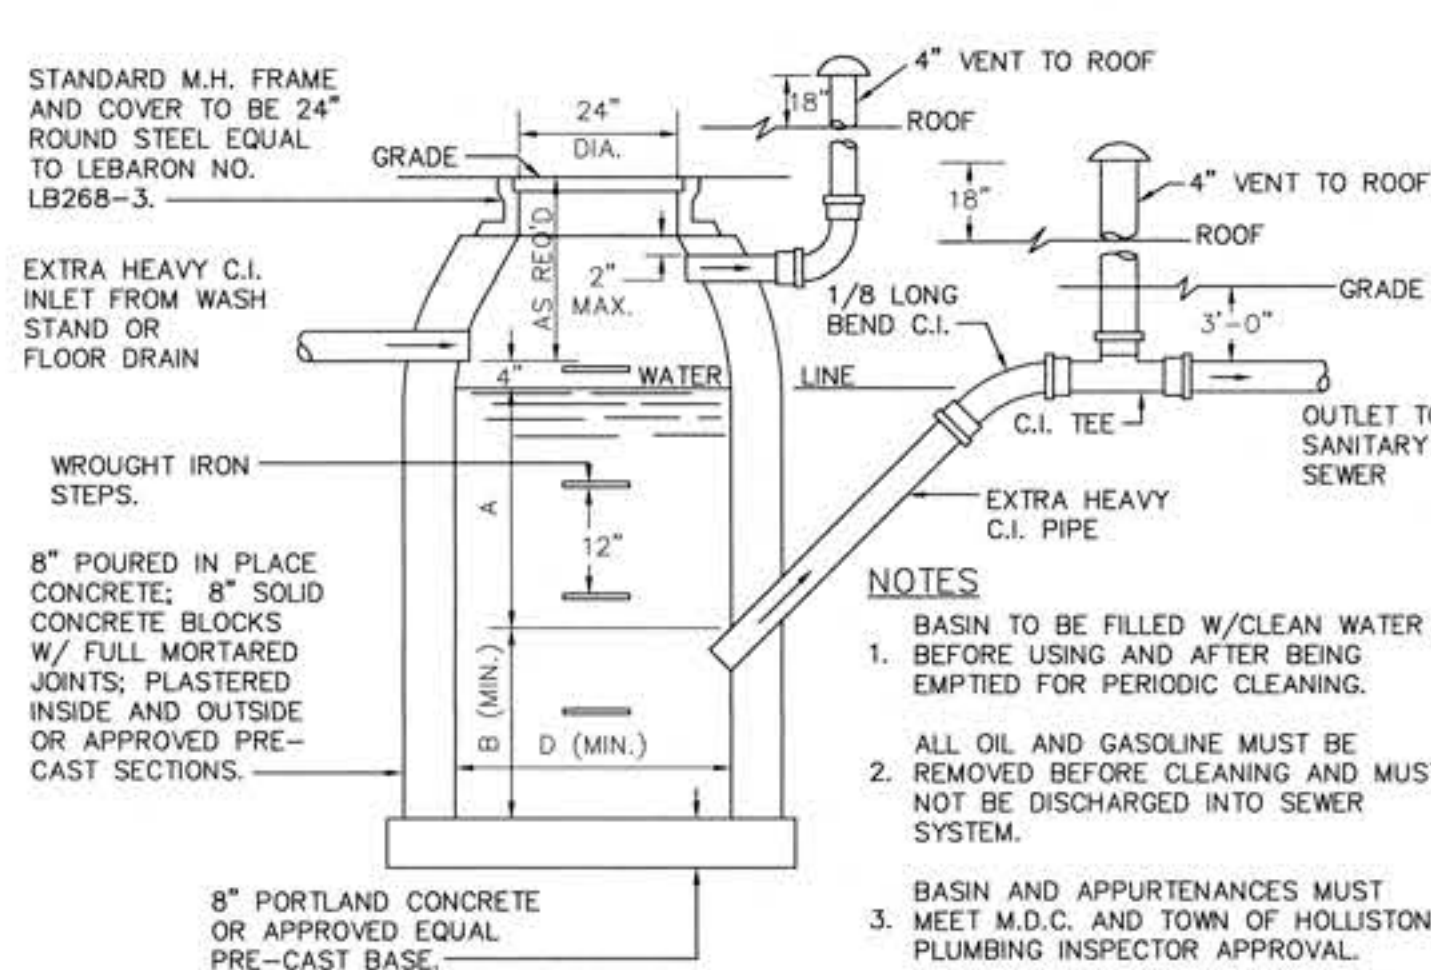 STANDARD M.H. FRAME
AND COVER TO BE 24"
ROUND STEEL EQUAL
TO LEBARON NO.
LB268-3.
GRADE
24"
DIA.
18"
4" VENT TO ROOF
ROOF
18"
4" VENT TO ROOF
ROOF
GRADE
3'-0"
EXTRA HEAVY C.I.
INLET FROM WASH
STAND OR
FLOOR DRAIN
AS REQ'D
2"
MAX.
1/8 LONG
BEND C.I.
4"
WATER LINE
C.I. TEE
OUTLET TO
SANITARY
SEWER
WROUGHT IRON
STEPS.
A
12"
EXTRA HEAVY
C.I. PIPE
8" POURED IN PLACE
CONCRETE; 8" SOLID
CONCRETE BLOCKS
W/ FULL MORTARED
JOINTS; PLASTERED
INSIDE AND OUTSIDE
OR APPROVED PRE-
CAST SECTIONS.
B (MIN.)
D (MIN.)
8" PORTLAND CONCRETE
OR APPROVED EQUAL
PRE-CAST BASE.
NOTES
BASIN TO BE FILLED W/CLEAN WATER
1. BEFORE USING AND AFTER BEING
EMPTIED FOR PERIODIC CLEANING.
ALL OIL AND GASOLINE MUST BE
2. REMOVED BEFORE CLEANING AND MUST
NOT BE DISCHARGED INTO SEWER
SYSTEM.
BASIN AND APPURTENANCES MUST
3. MEET M.D.C. AND TOWN OF HOLLISTON
PLUMBING INSPECTOR APPROVAL.